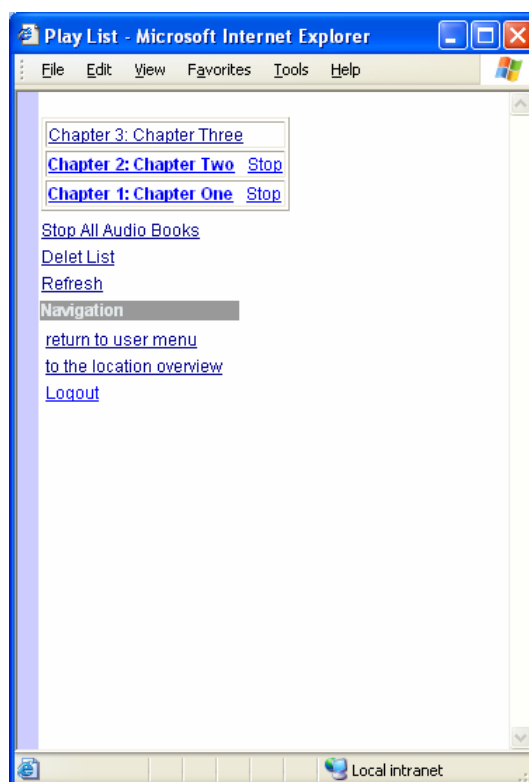 Play List - Microsoft Internet Explorer
File Edit View Favorites Tools Help
Chapter 3: Chapter Three
Chapter 2: Chapter Two Stop
Chapter 1: Chapter One Stop
Stop All Audio Books
Delet List
Refresh
Navigation
return to user menu
to the location overview
Logout
Local intranet